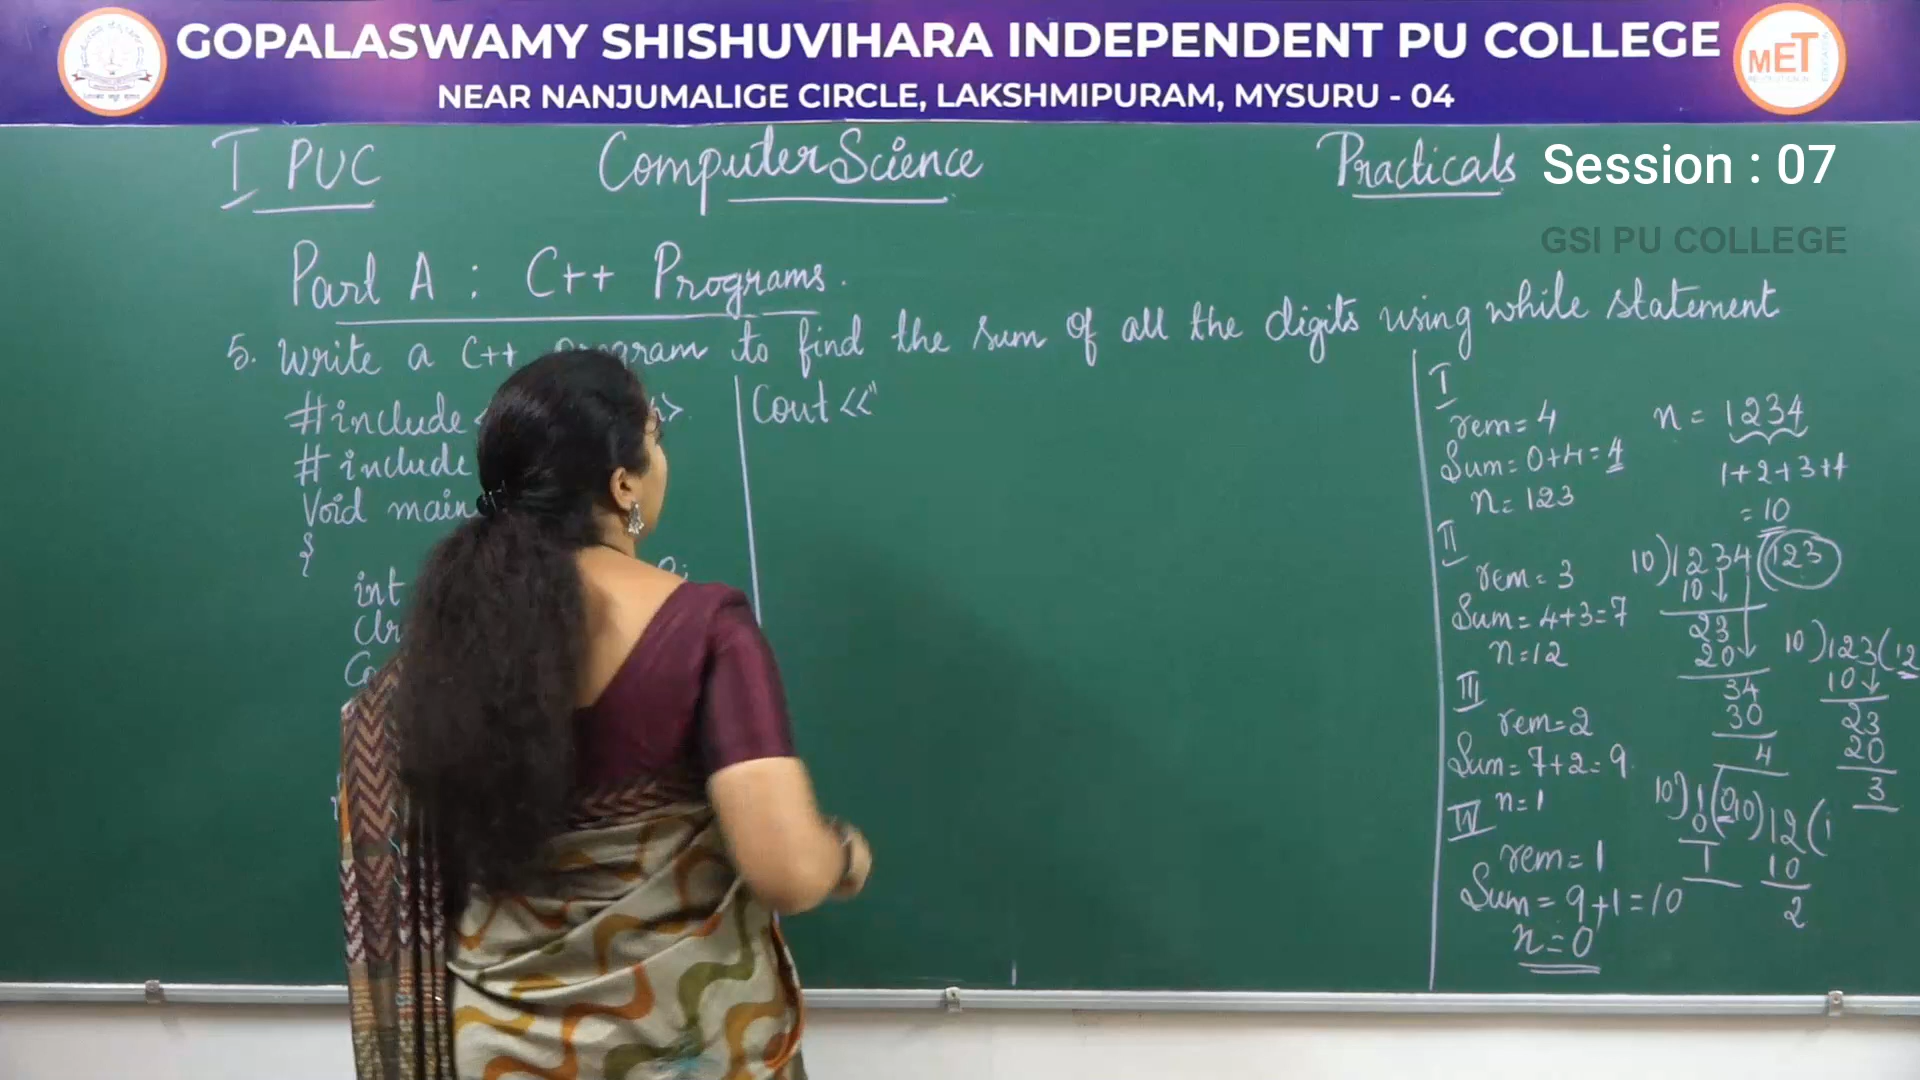 GOPALASWAMY SHISHUVIHARA INDEPENDENT PU COLLEGE
NEAR NANJUMALIGE CIRCLE, LAKSHMIPURAM, MYSURU - 04
MET
I PUC
Computer Science
Practicals
Session : 07
GSI PU COLLEGE
Part A : C++ Programs.
5. Write a C++ program to find the sum of all the digits using while statement
#include <
# include
Void main
{
int
clr
Co
Cout <<"
I
rem = 4
Sum = 0+4 = 4
n = 123
II
rem = 3
Sum = 4+3=7
n=12
III
rem=2
Sum= 7+2=9
n=1
IV
rem=1
Sum = 9+1=10
n=0
n = 1234
1+2+3+4
= 10
10)1234(123
10
23
20
34
30
4
10)123(12
10
23
20
3
10)1(0
0
1
10)12(1
10
2